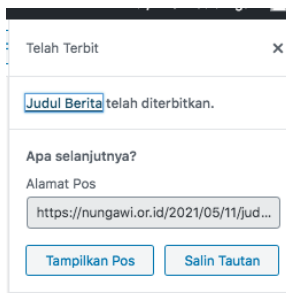 Telah Terbit
Judul Berita telah diterbitkan.
Apa selanjutnya?
Alamat Pos
https://nungawi.or.id/2021/05/11/jud...
Tampilkan Pos Salin Tautan